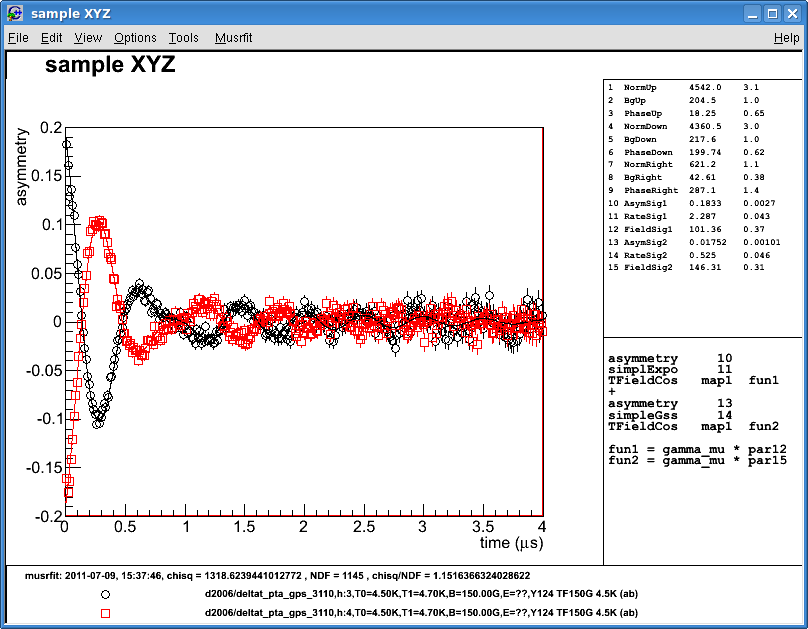 sample XYZ
File Edit View Options Tools Musrfit Help
sample XYZ
asymmetry
0.2
0.15
0.1
0.05
0
-0.05
-0.1
-0.15
-0.2
0 0.5 1 1.5 2 2.5 3 3.5 4
time (μs)
1 NormUp 4542.0 3.1
2 BgUp 204.5 1.0
3 PhaseUp 18.25 0.65
4 NormDown 4360.5 3.0
5 BgDown 217.6 1.0
6 PhaseDown 199.74 0.62
7 NormRight 621.2 1.1
8 BgRight 42.61 0.38
9 PhaseRight 287.1 1.4
10 AsymSig1 0.1833 0.0027
11 RateSig1 2.287 0.043
12 FieldSig1 101.36 0.37
13 AsymSig2 0.01752 0.00101
14 RateSig2 0.525 0.046
15 FieldSig2 146.31 0.31
asymmetry 10
simplExpo 11
TFieldCos map1 fun1
+
asymmetry 13
simpleGss 14
TFieldCos map1 fun2
fun1 = gamma_mu * par12
fun2 = gamma_mu * par15
musrfit: 2011-07-09, 15:37:46, chisq = 1318.6239441012772 , NDF = 1145 , chisq/NDF = 1.1516366324028622
d2006/deltat_pta_gps_3110,h:3,T0=4.50K,T1=4.70K,B=150.00G,E=??,Y124 TF150G 4.5K (ab)
d2006/deltat_pta_gps_3110,h:4,T0=4.50K,T1=4.70K,B=150.00G,E=??,Y124 TF150G 4.5K (ab)